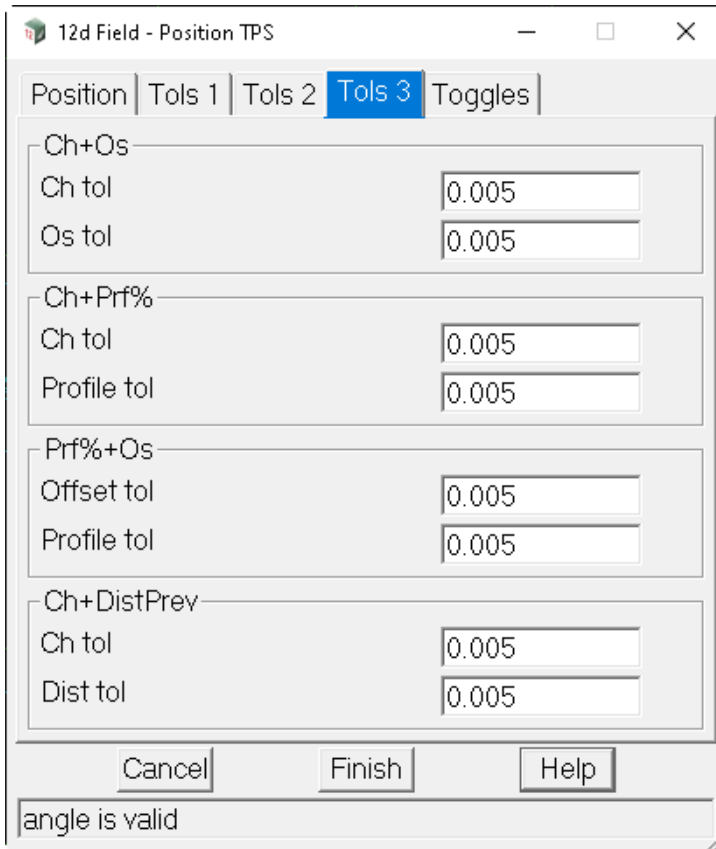 12d Field - Position TPS
Position Tols 1 Tols 2 Tols 3 Toggles
Ch+Os
Ch tol 0.005
Os tol 0.005
Ch+Prf%
Ch tol 0.005
Profile tol 0.005
Prf%+Os
Offset tol 0.005
Profile tol 0.005
Ch+DistPrev
Ch tol 0.005
Dist tol 0.005
Cancel Finish Help
angle is valid